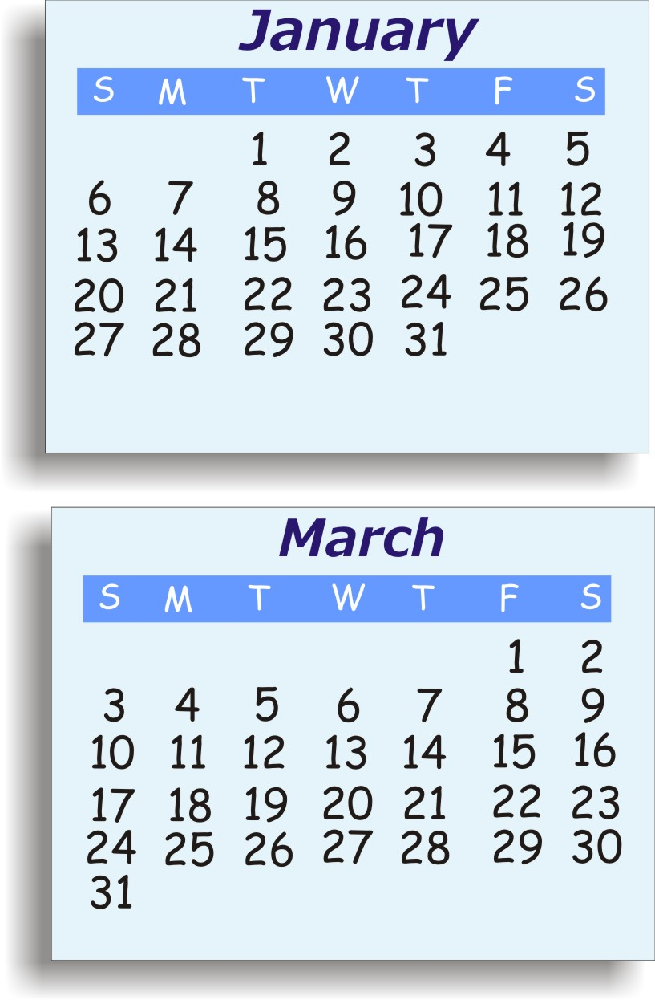 January
S M T W T F S
1 2 3 4 5
6 7 8 9 10 11 12
13 14 15 16 17 18 19
20 21 22 23 24 25 26
27 28 29 30 31
March
S M T W T F S
1 2
3 4 5 6 7 8 9
10 11 12 13 14 15 16
17 18 19 20 21 22 23
24 25 26 27 28 29 30
31